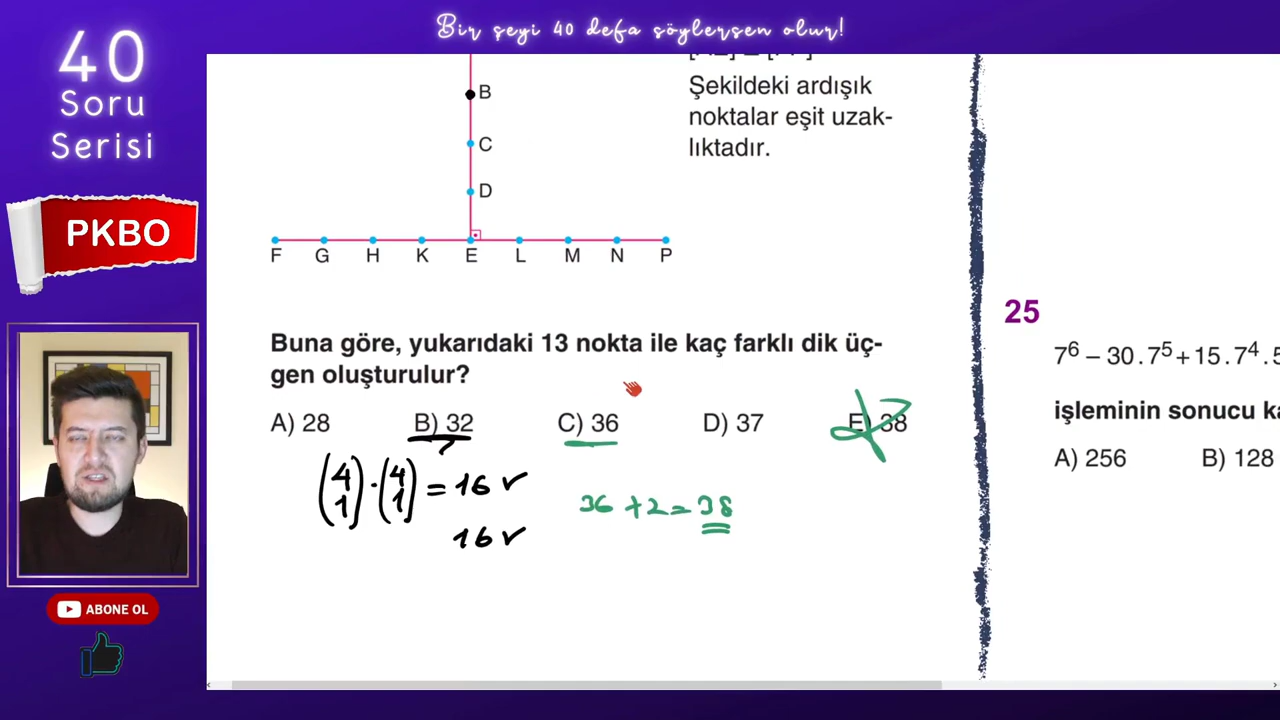 Bir şeyi 40 defa söylersen olur!
40
Soru
Serisi
PKBO
ABONE OL
B
C
D
F G H K E L M N P
Şekildeki ardışık
noktalar eşit uzak-
lıktadır.
Buna göre, yukarıdaki 13 nokta ile kaç farklı dik üç-
gen oluşturulur?
A) 28 B) 32 C) 36 D) 37 E) 38
(4 1) · (4 1) = 16 ✓
16 ✓
36 + 2 = 38
25
7⁶ – 30 . 7⁵ + 15 . 7⁴ . 5
işleminin sonucu ka
A) 256 B) 128